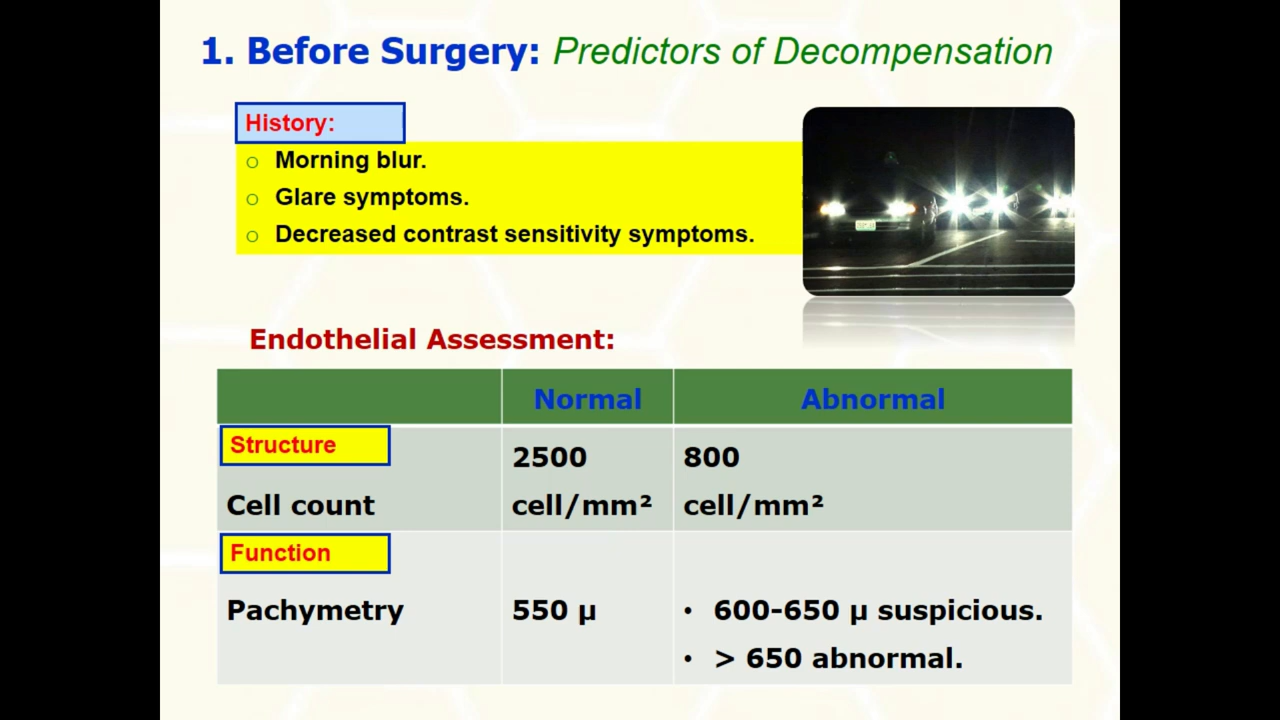 1. Before Surgery: Predictors of Decompensation
History:
o Morning blur.
o Glare symptoms.
o Decreased contrast sensitivity symptoms.
Endothelial Assessment:
Normal Abnormal
Structure
Cell count
2500
cell/mm²
800
cell/mm²
Function
Pachymetry
550 µ
• 600-650 µ suspicious.
• > 650 abnormal.